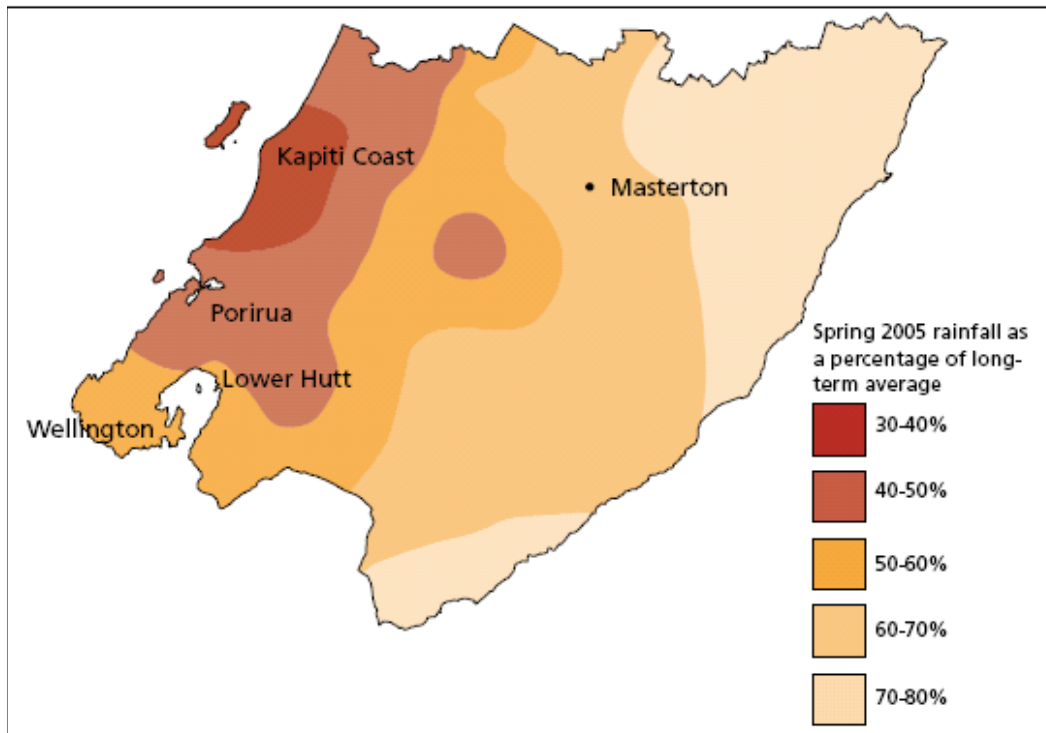 Kapiti Coast
Masterton
Porirua
Lower Hutt
Wellington
Spring 2005 rainfall as
a percentage of long-
term average
30-40%
40-50%
50-60%
60-70%
70-80%